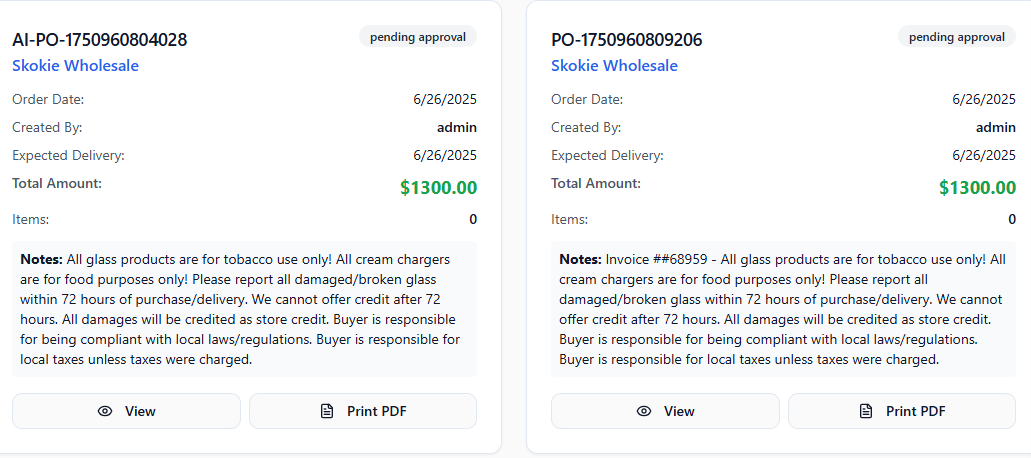 AI-PO-1750960804028
pending approval
Skokie Wholesale
Order Date: 6/26/2025
Created By: admin
Expected Delivery: 6/26/2025
Total Amount: $1300.00
Items: 0
Notes: All glass products are for tobacco use only! All cream chargers
are for food purposes only! Please report all damaged/broken glass
within 72 hours of purchase/delivery. We cannot offer credit after 72
hours. All damages will be credited as store credit. Buyer is responsible
for being compliant with local laws/regulations. Buyer is responsible for
local taxes unless taxes were charged.
View
Print PDF
PO-1750960809206
pending approval
Skokie Wholesale
Order Date: 6/26/2025
Created By: admin
Expected Delivery: 6/26/2025
Total Amount: $1300.00
Items: 0
Notes: Invoice ##68959 - All glass products are for tobacco use only! All
cream chargers are for food purposes only! Please report all
damaged/broken glass within 72 hours of purchase/delivery. We cannot
offer credit after 72 hours. All damages will be credited as store credit.
Buyer is responsible for being compliant with local laws/regulations.
Buyer is responsible for local taxes unless taxes were charged.
View
Print PDF